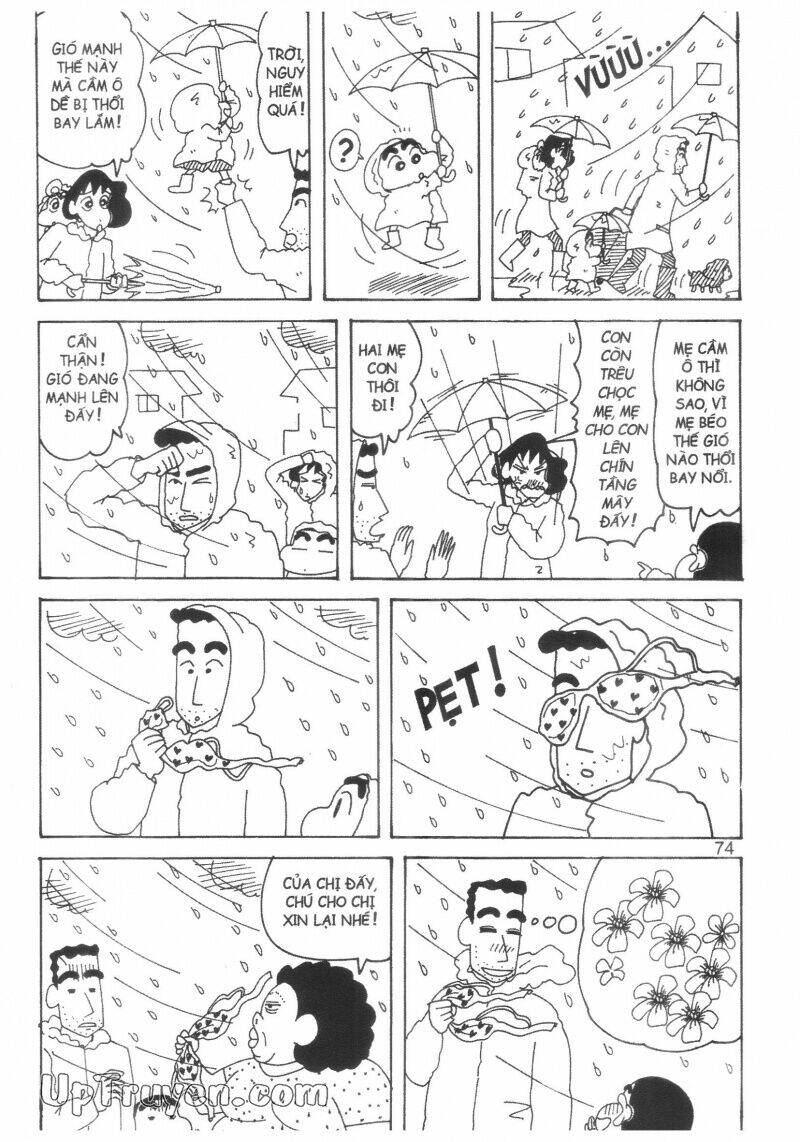 VÙÙÙ...
?
TRỜI,
NGUY
HIỂM
QUÁ!
GIÓ MẠNH
THẾ NÀY
MÀ CẦM Ô
DỄ BỊ THỔI
BAY LẮM!
MẸ CẦM
Ô THÌ
KHÔNG
SAO, VÌ
MẸ BÉO
THẾ GIÓ
NÀO THỔI
BAY NỔI.
CON
CÒN
TRÊU
CHỌC
MẸ, MẸ
CHO CON
LÊN
CHÍN
TẦNG
MÂY
ĐẤY!
HAI MẸ
CON
THÔI
ĐI!
CẨN
THẬN!
GIÓ ĐANG
MẠNH LÊN
ĐẤY!
PẸT!
74
CỦA CHỊ ĐẤY,
CHÚ CHO CHỊ
XIN LẠI NHÉ!
UpTruyen.com